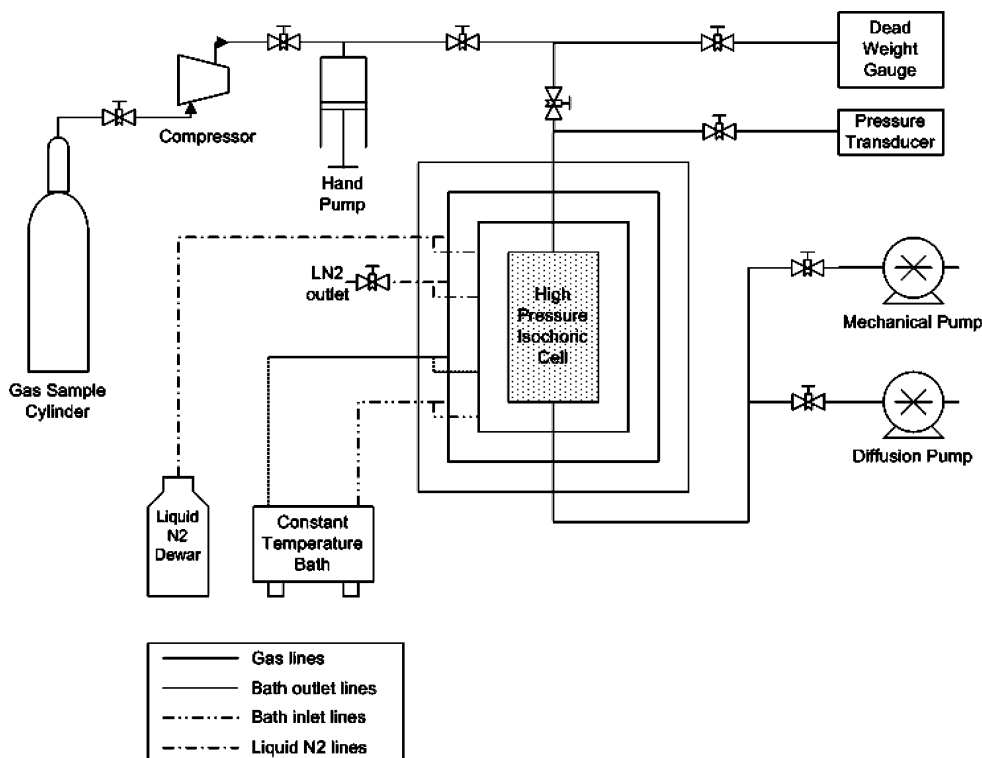 Dead
Weight
Gauge
Compressor
Pressure
Transducer
Hand
Pump
LN2
outlet
High
Pressure
Isochoric
Cell
Mechanical Pump
Gas Sample
Cylinder
Diffusion Pump
Liquid
N2
Dewar
Constant
Temperature
Bath
Gas lines
Bath outlet lines
Bath inlet lines
Liquid N2 lines